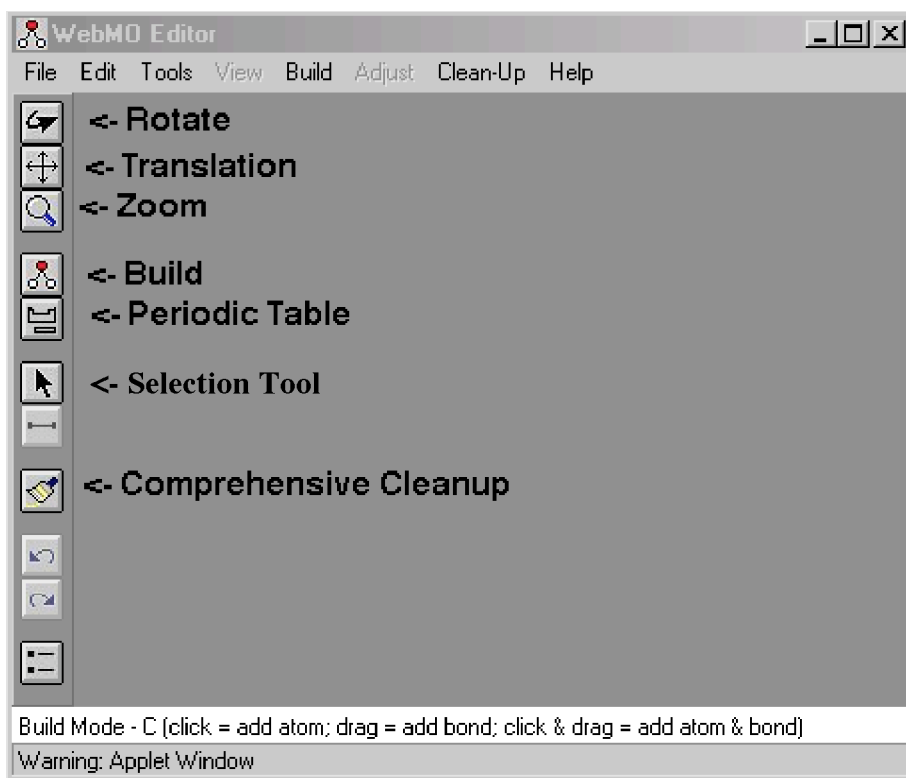 WebMO Editor
File Edit Tools View Build Adjust Clean-Up Help
<- Rotate
<- Translation
<- Zoom
<- Build
<- Periodic Table
<- Selection Tool
<- Comprehensive Cleanup
Build Mode - C (click = add atom; drag = add bond; click & drag = add atom & bond)
Warning: Applet Window